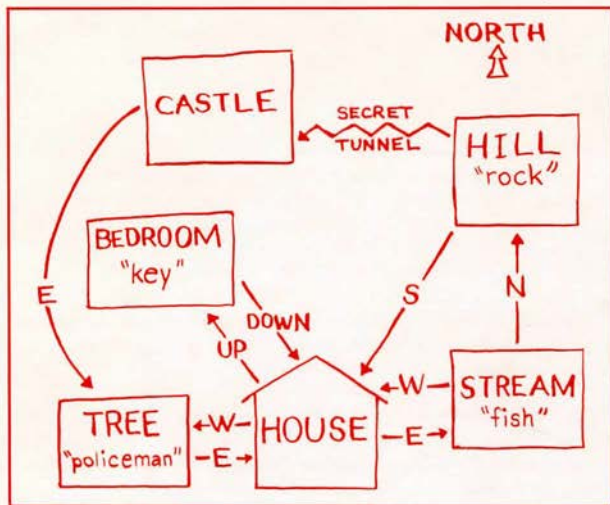 NORTH
CASTLE
SECRET
TUNNEL
HILL
"rock"
BEDROOM
"key"
E
S
N
DOWN
UP
TREE
"policeman"
W
E
HOUSE
W
E
STREAM
"fish"